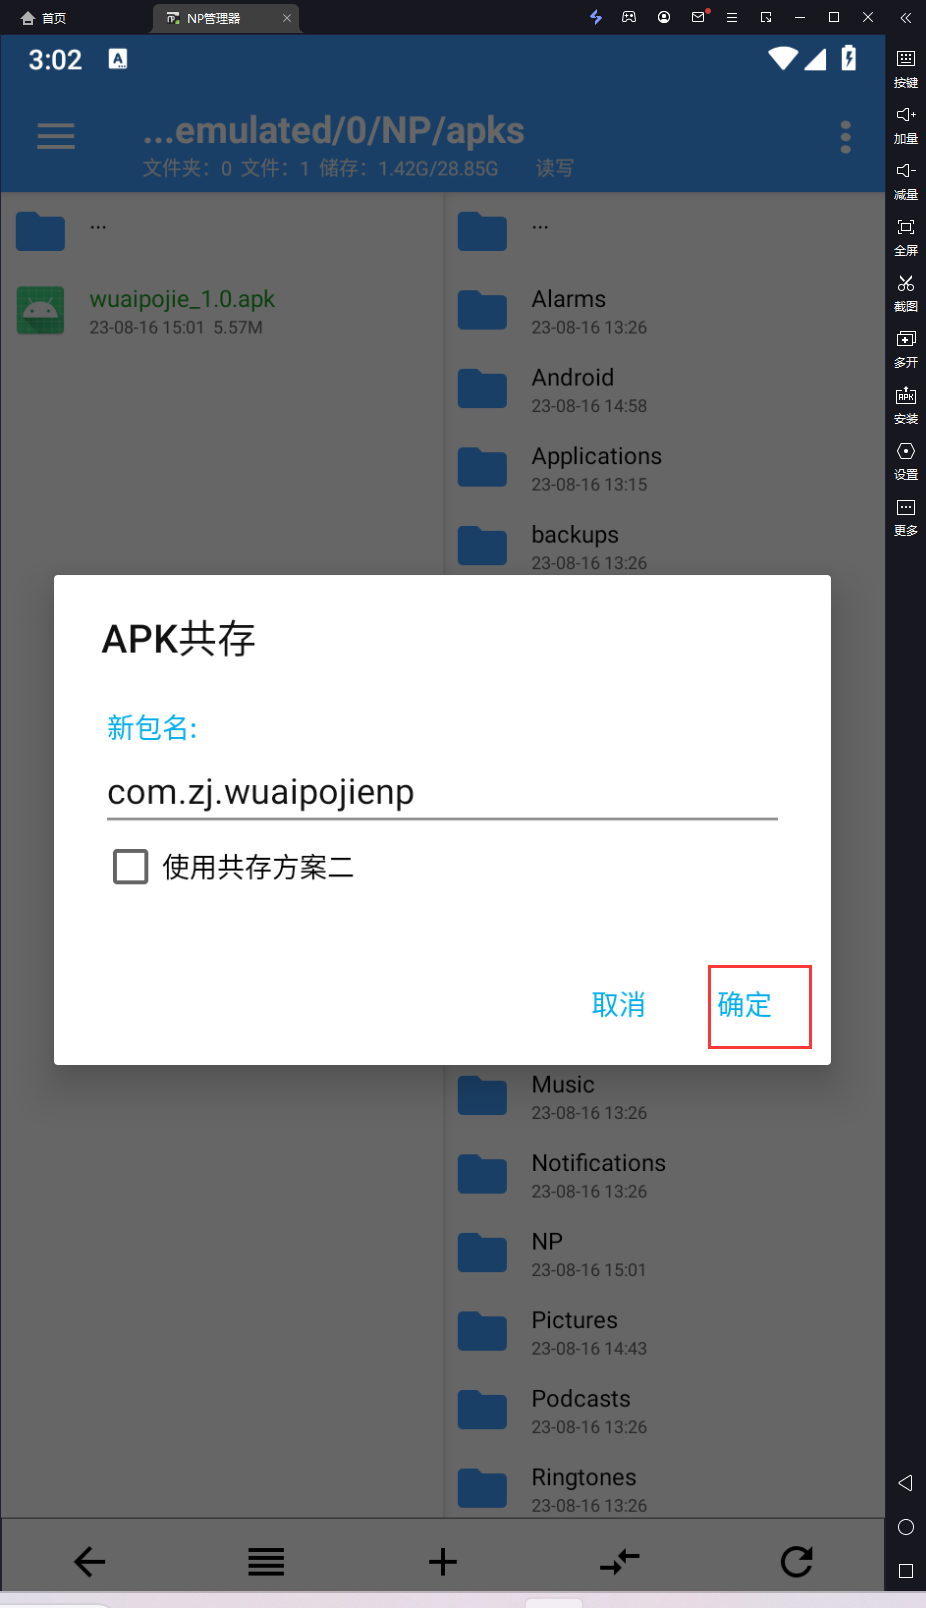 首页
NP管理器
3:02
A
...emulated/0/NP/apks
文件夹：0 文件：1 储存：1.42G/28.85G 读写
...
wuaipojie_1.0.apk
23-08-16 15:01 5.57M
...
Alarms
23-08-16 13:26
Android
23-08-16 14:58
Applications
23-08-16 13:15
backups
23-08-16 13:26
APK共存
新包名:
com.zj.wuaipojienp
使用共存方案二
取消
确定
Music
23-08-16 13:26
Notifications
23-08-16 13:26
NP
23-08-16 15:01
Pictures
23-08-16 14:43
Podcasts
23-08-16 13:26
Ringtones
23-08-16 13:26
按键
加量
减量
全屏
截图
多开
APK
安装
设置
更多